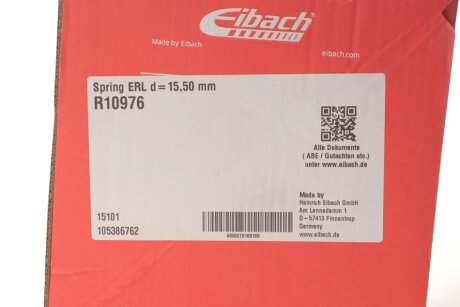 Eibach
Made by Eibach
eibach.com
Spring ERL d=15,50 mm
R10976
Alle Dokumente
( ABE / Gutachten etc.)
unter www.eibach.de
Made by
Heinrich Eibach GmbH
Am Lennedamm 1
D-57413 Finnentrop
Germany
www.eibach.de
15101
105386762